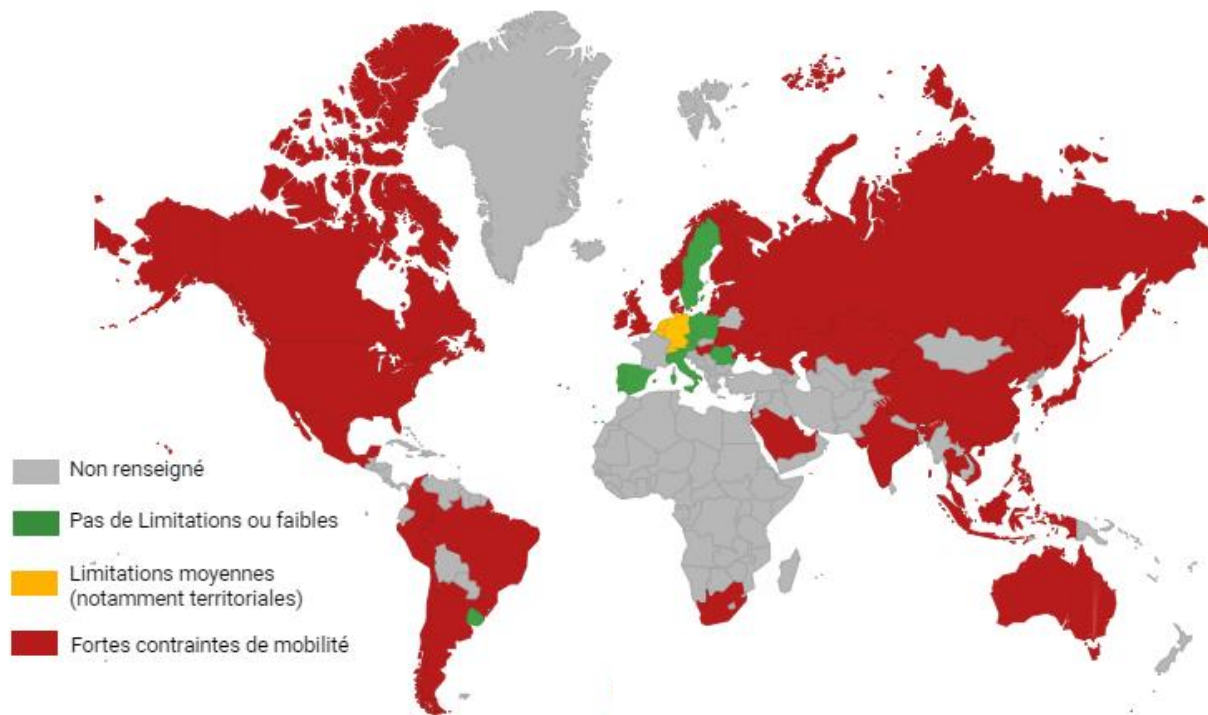 Non renseigné
Pas de Limitations ou faibles
Limitations moyennes
(notamment territoriales)
Fortes contraintes de mobilité